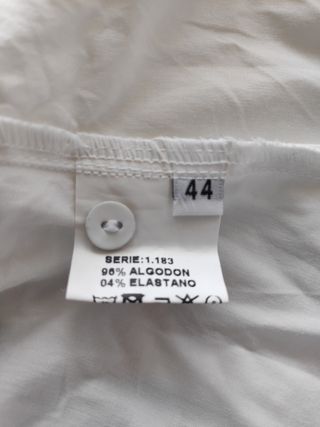 44
SERIE:1.183
96% ALGODON
04% ELASTANO